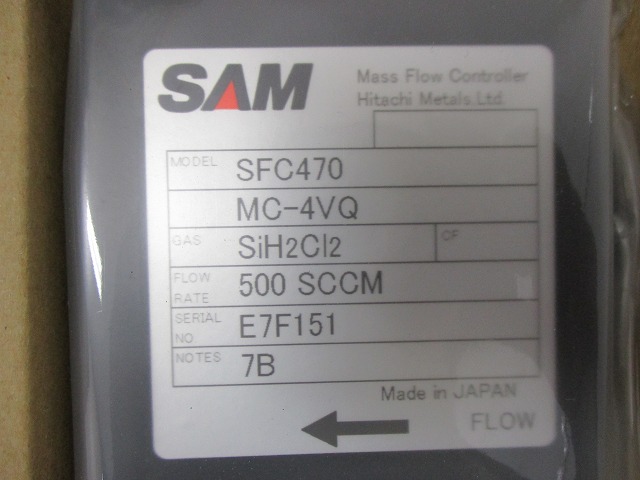 SAM
Mass Flow Controller
Hitachi Metals Ltd.
MODEL SFC470
MC-4VQ
GAS SiH2Cl2 CF
FLOW RATE 500 SCCM
SERIAL NO E7F151
NOTES 7B
Made in JAPAN
FLOW